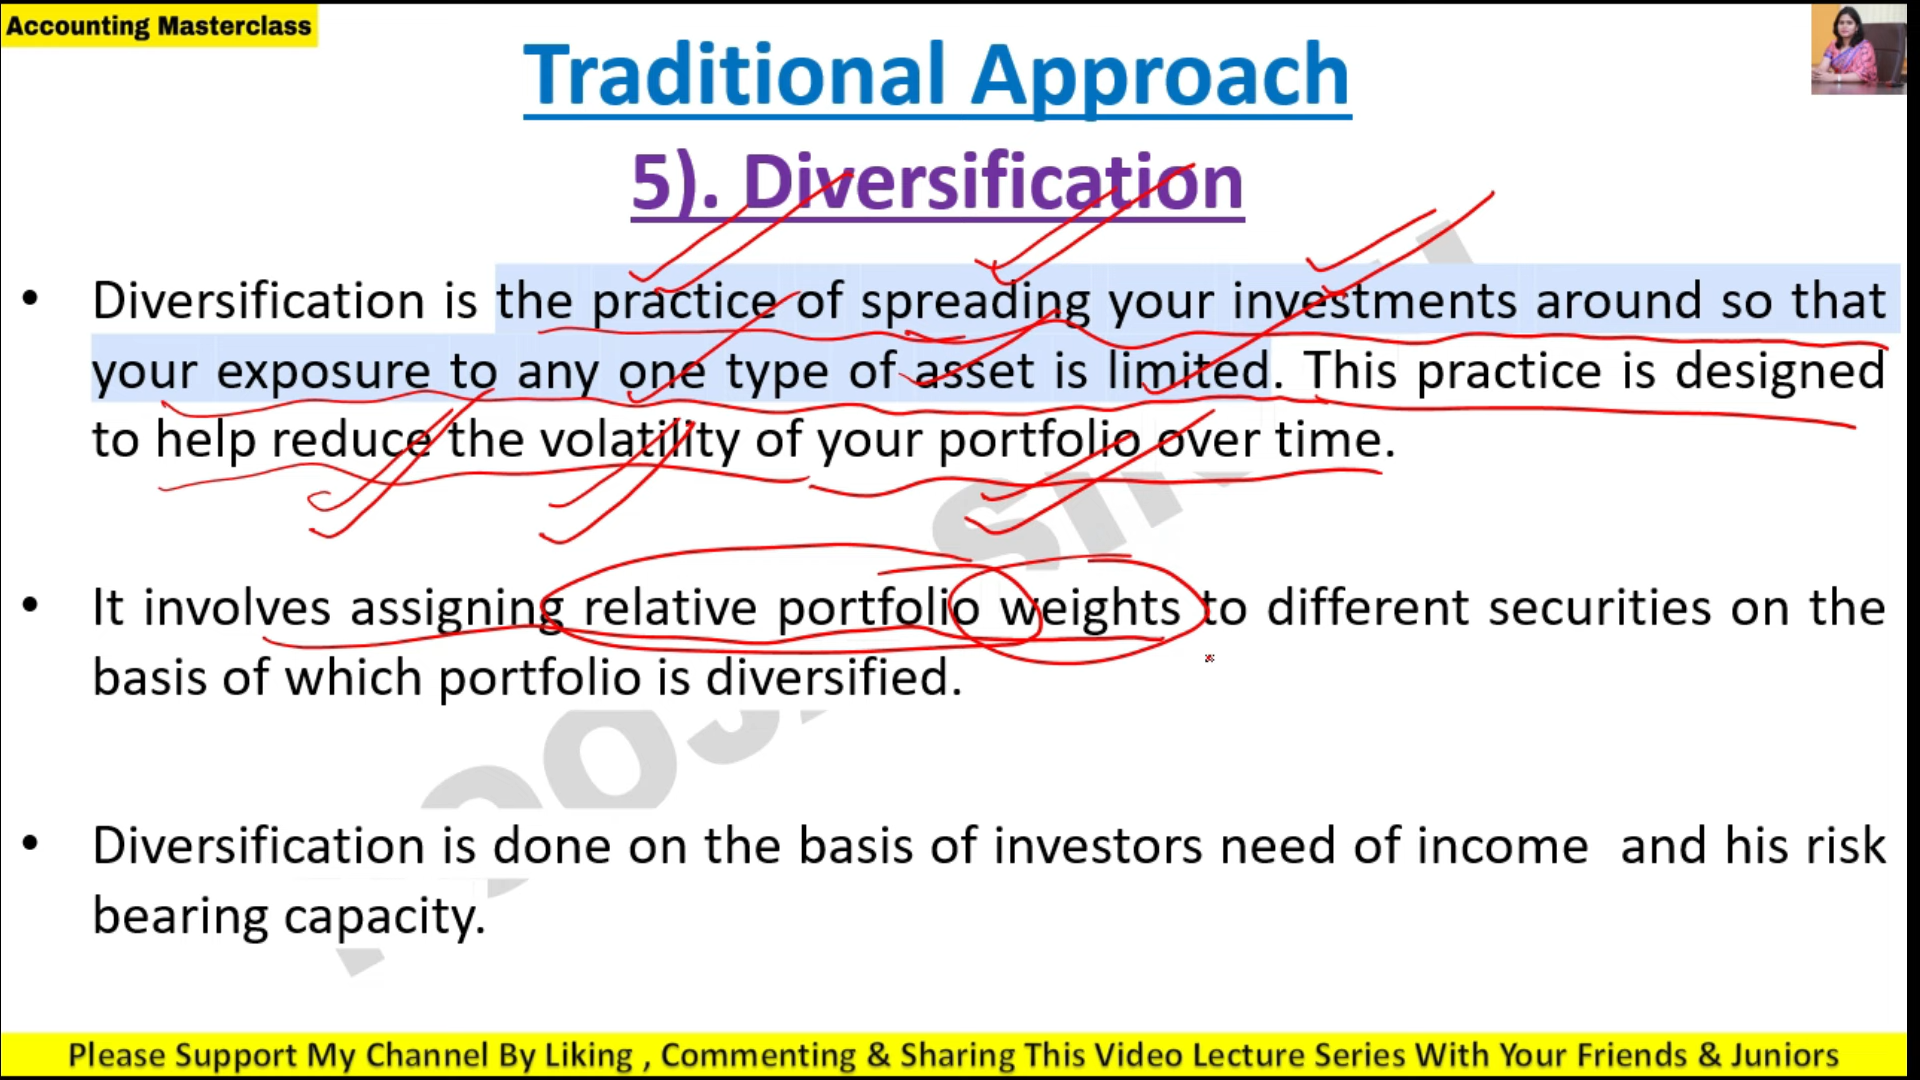 Accounting Masterclass
Traditional Approach
5). Diversification
• Diversification is the practice of spreading your investments around so that
your exposure to any one type of asset is limited. This practice is designed
to help reduce the volatility of your portfolio over time.
• It involves assigning relative portfolio weights to different securities on the
basis of which portfolio is diversified.
• Diversification is done on the basis of investors need of income and his risk
bearing capacity.
Please Support My Channel By Liking , Commenting & Sharing This Video Lecture Series With Your Friends & Juniors